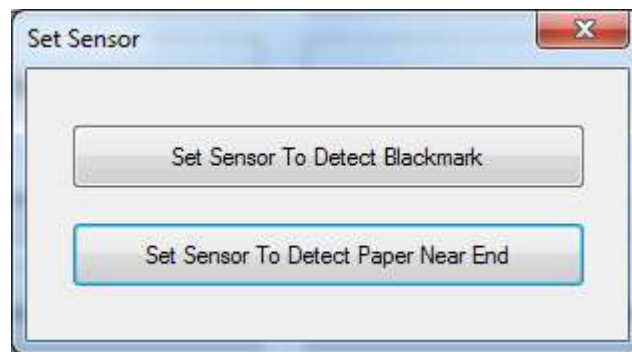 Set Sensor
Set Sensor To Detect Blackmark
Set Sensor To Detect Paper Near End